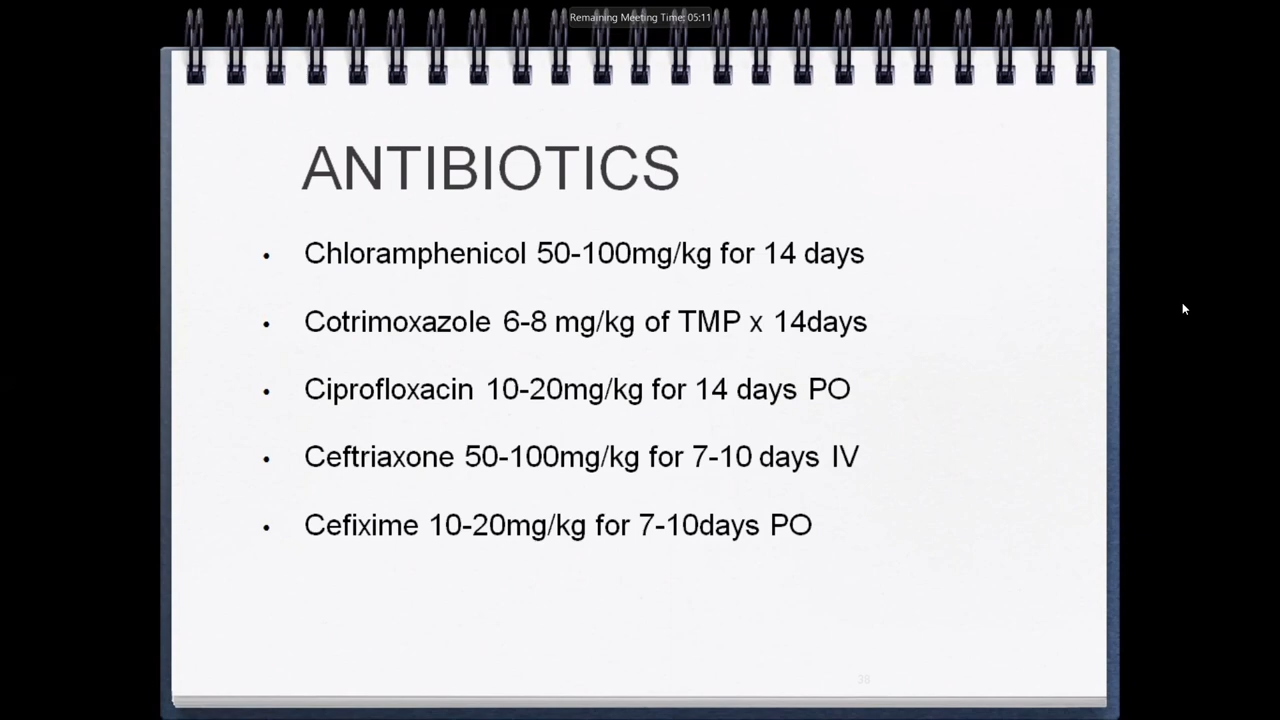 Remaining Meeting Time: 05:11
ANTIBIOTICS
• Chloramphenicol 50-100mg/kg for 14 days
• Cotrimoxazole 6-8 mg/kg of TMP x 14days
• Ciprofloxacin 10-20mg/kg for 14 days PO
• Ceftriaxone 50-100mg/kg for 7-10 days IV
• Cefixime 10-20mg/kg for 7-10days PO
38